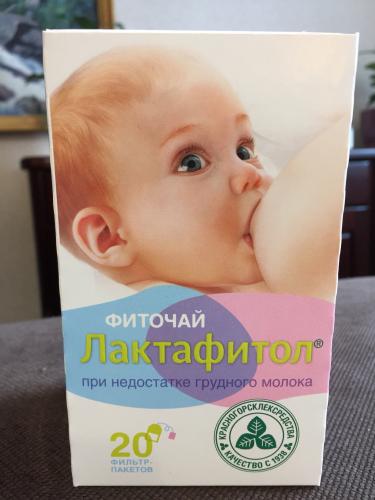 ФИТОЧАЙ
Лактафитол®
при недостатке грудного молока
20
ФИЛЬТР-
ПАКЕТОВ
КРАСНОГОРСКЛЕКСРЕДСТВА
КАЧЕСТВО С 1938